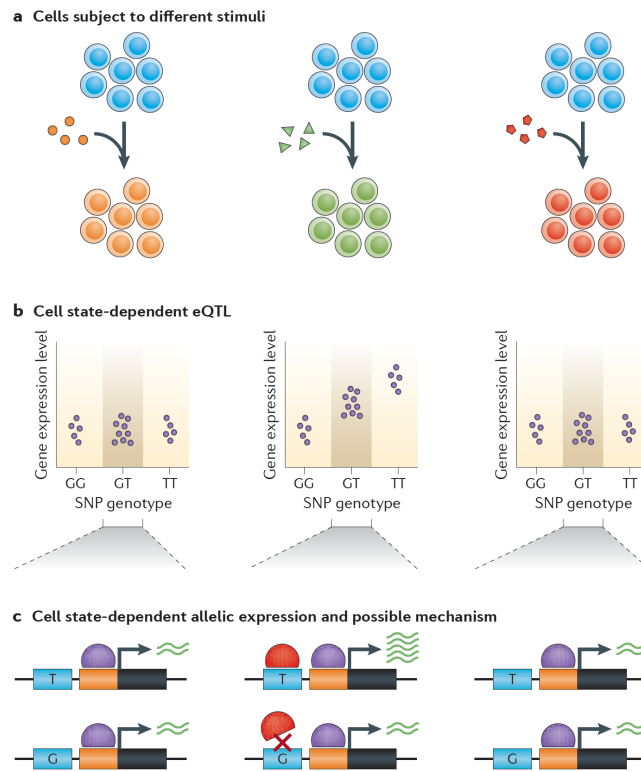 a Cells subject to different stimuli
b Cell state-dependent eQTL
Gene expression level
GG GT TT
SNP genotype
Gene expression level
GG GT TT
SNP genotype
Gene expression level
GG GT TT
SNP genotype
c Cell state-dependent allelic expression and possible mechanism
T T T
G G G